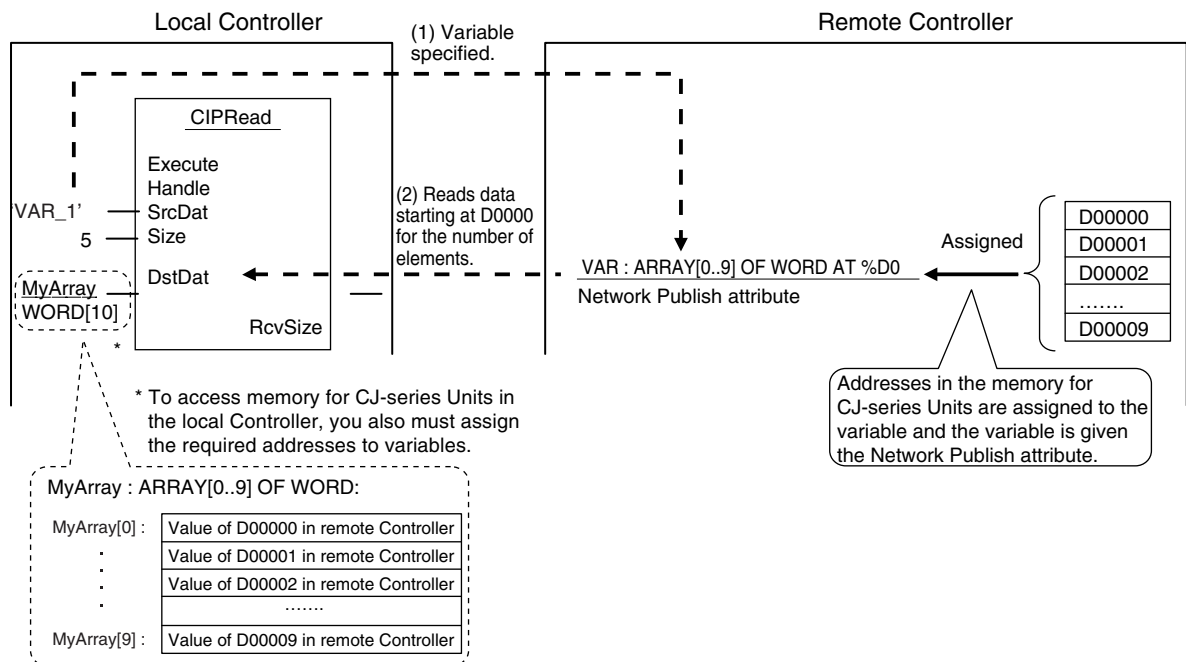 Local Controller
Remote Controller
(1) Variable
specified.
CIPRead
Execute
Handle
'VAR_1'
SrcDat
5
Size
DstDat
MyArray
WORD[10]
RcvSize
*
(2) Reads data
starting at D0000
for the number of
elements.
VAR : ARRAY[0..9] OF WORD AT %D0
Network Publish attribute
Assigned
D00000
D00001
D00002
.......
D00009
Addresses in the memory for
CJ-series Units are assigned to the
variable and the variable is given
the Network Publish attribute.
* To access memory for CJ-series Units in
the local Controller, you also must assign
the required addresses to variables.
MyArray : ARRAY[0..9] OF WORD:
MyArray[0] : Value of D00000 in remote Controller
Value of D00001 in remote Controller
Value of D00002 in remote Controller
.......
MyArray[9] : Value of D00009 in remote Controller